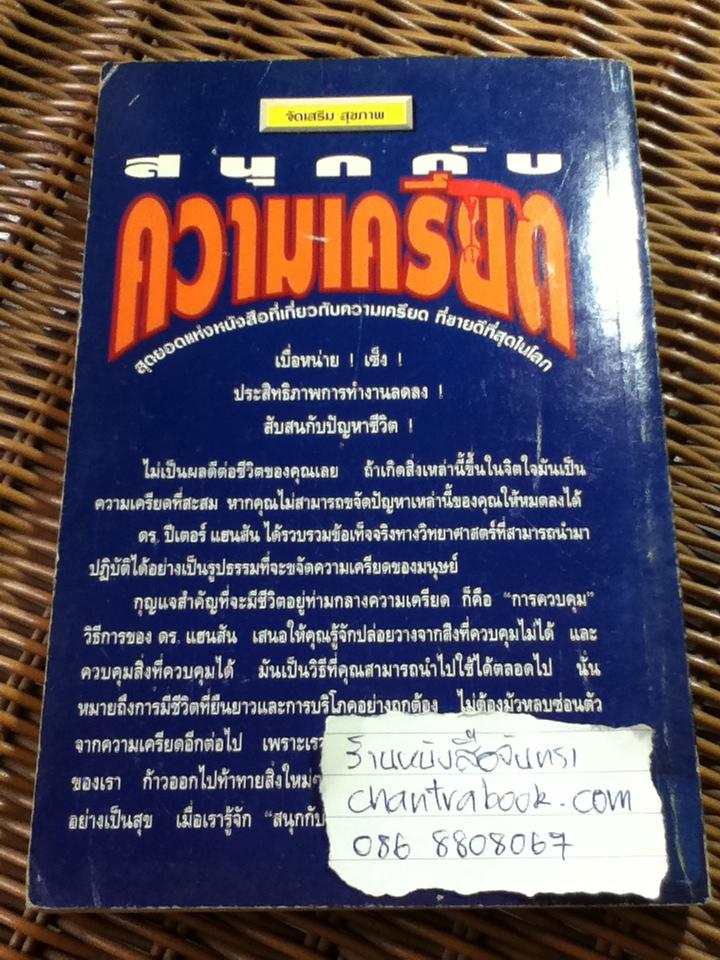 จัดเสริม สุขภาพ
สนุกกับ
ความเครียด
สุดยอดแห่งหนังสือที่เกี่ยวกับความเครียด ที่ขายดีที่สุดในโลก
เบื่อหน่าย ! เซ็ง !
ประสิทธิภาพการทำงานลดลง !
สับสนกับปัญหาชีวิต !
ไม่เป็นผลดีต่อชีวิตของคุณเลย ถ้าเกิดสิ่งเหล่านี้ขึ้นในจิตใจมันเป็น
ความเครียดที่สะสม หากคุณไม่สามารถขจัดปัญหาเหล่านี้ของคุณให้หมดลงได้
ดร. ปีเตอร์ แฮนสัน ได้รวบรวมข้อเท็จจริงทางวิทยาศาสตร์ที่สามารถนำมา
ปฏิบัติได้อย่างเป็นรูปธรรมที่จะขจัดความเครียดของมนุษย์
กุญแจสำคัญที่จะมีชีวิตอยู่ท่ามกลางความเครียด ก็คือ "การควบคุม"
วิธีการของ ดร. แฮนสัน เสนอให้คุณรู้จักปล่อยวางจากสิ่งที่ควบคุมไม่ได้ และ
ควบคุมสิ่งที่ควบคุมได้ มันเป็นวิธีที่คุณสามารถนำไปใช้ได้ตลอดไป นั่น
หมายถึงการมีชีวิตที่ยืนยาวและการบริโภคอย่างถูกต้อง ไม่ต้องมัวหลบซ่อนตัว
จากความเครียดอีกต่อไป เพราะเรา
ของเรา ก้าวออกไปท้าทายสิ่งใหม่ๆ
อย่างเป็นสุข เมื่อเรารู้จัก "สนุกกับ
ร้านหนังสือจันทรา
chantrabook.com
086 8808067